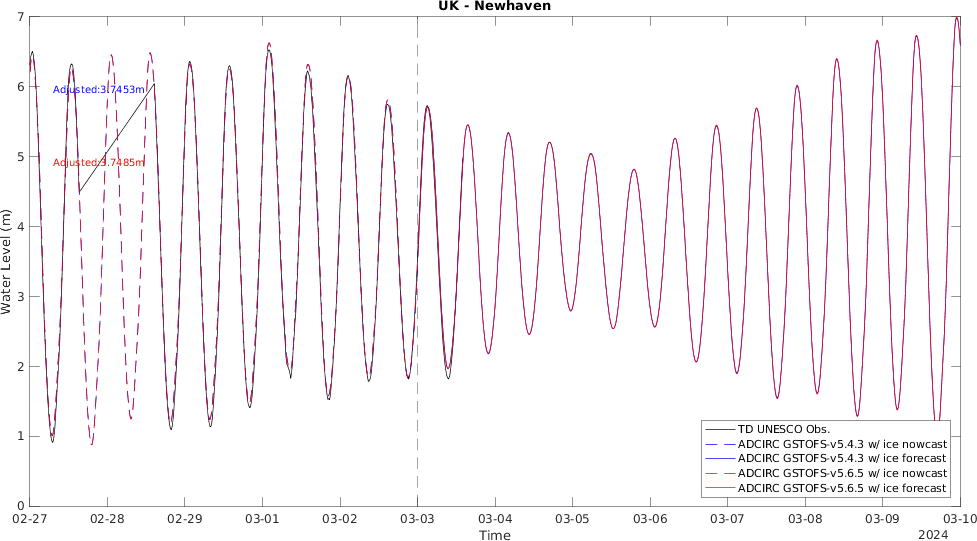 UK - Newhaven
7
6
5
4
3
2
1
0
Water Level (m)
Adjusted:3.7453m
Adjusted:3.7485m
TD UNESCO Obs.
ADCIRC GSTOFS-v5.4.3 w/ ice nowcast
ADCIRC GSTOFS-v5.4.3 w/ ice forecast
ADCIRC GSTOFS-v5.6.5 w/ ice nowcast
ADCIRC GSTOFS-v5.6.5 w/ ice forecast
02-27 02-28 02-29 03-01 03-02 03-03 03-04 03-05 03-06 03-07 03-08 03-09 03-10
Time
2024